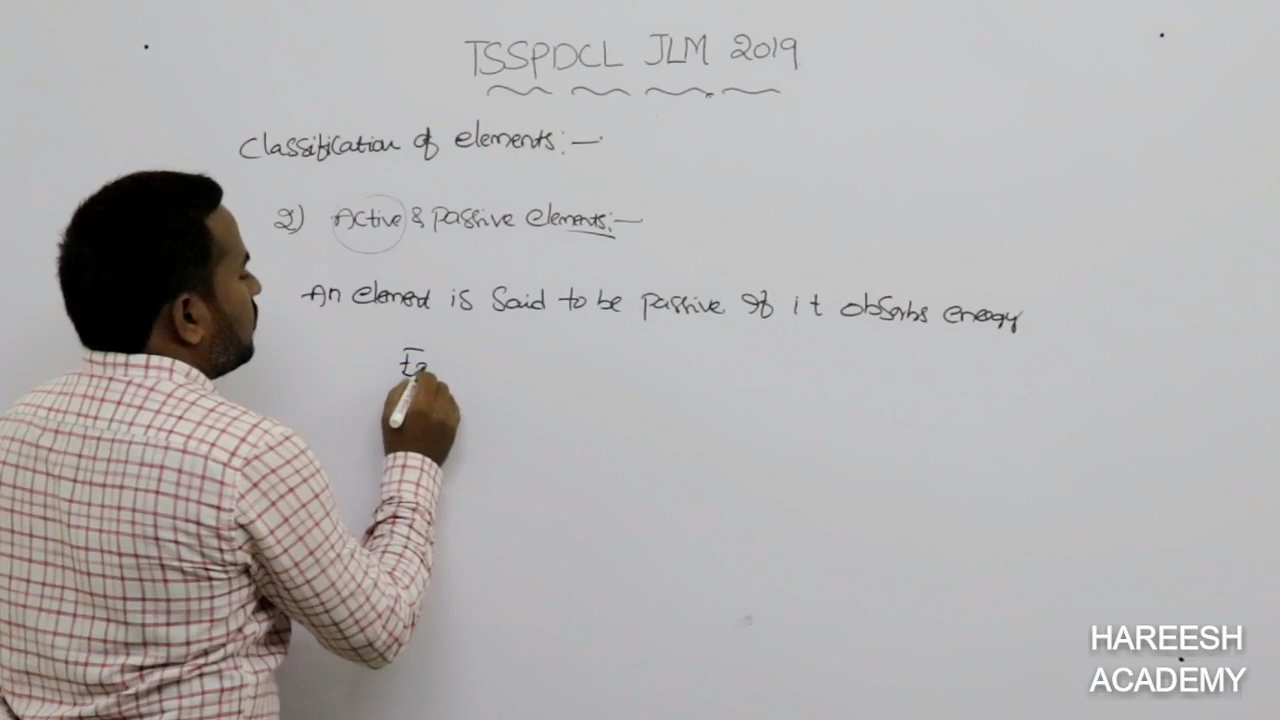 TSSPDCL JLM 2019
Classification of elements:-
2) Active & passive elements:-
An element is said to be passive if it obsorbs energy
HAREESH
ACADEMY